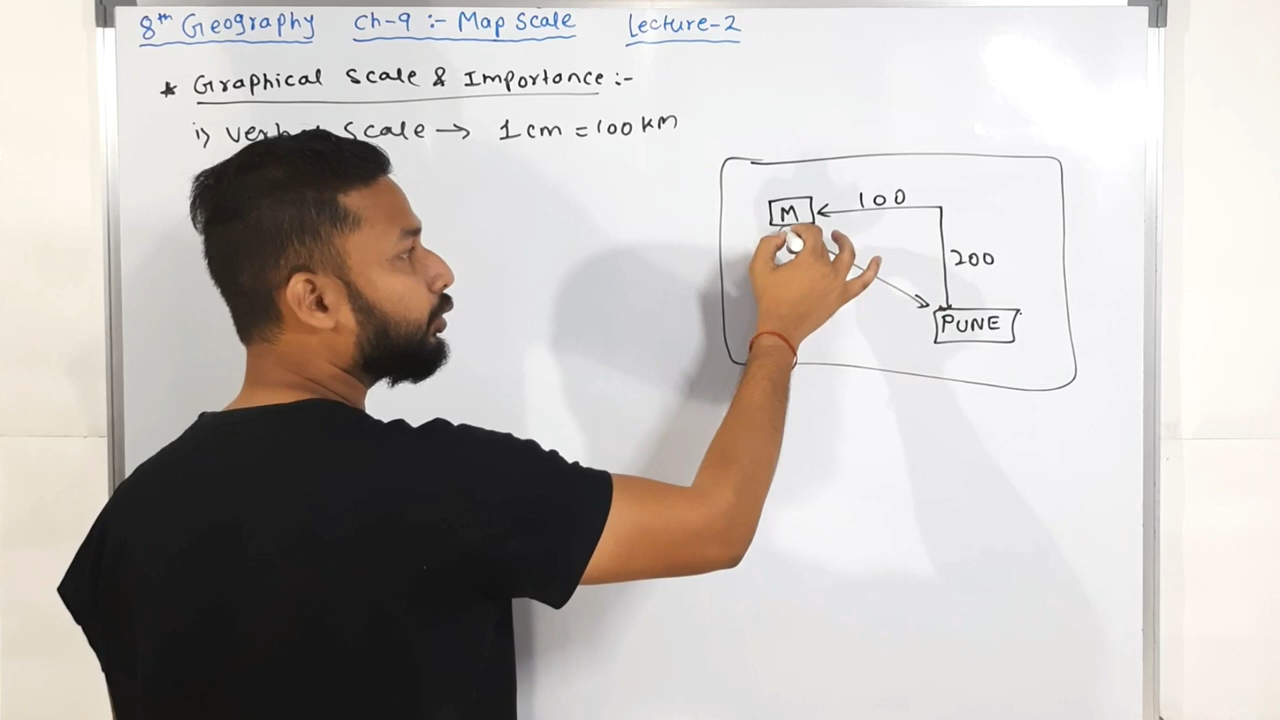 8th Geography Ch-9 :- Map Scale Lecture-2
* Graphical Scale & Importance :-
i) Scale → 1 cm = 100 KM
M 100
200
PUNE